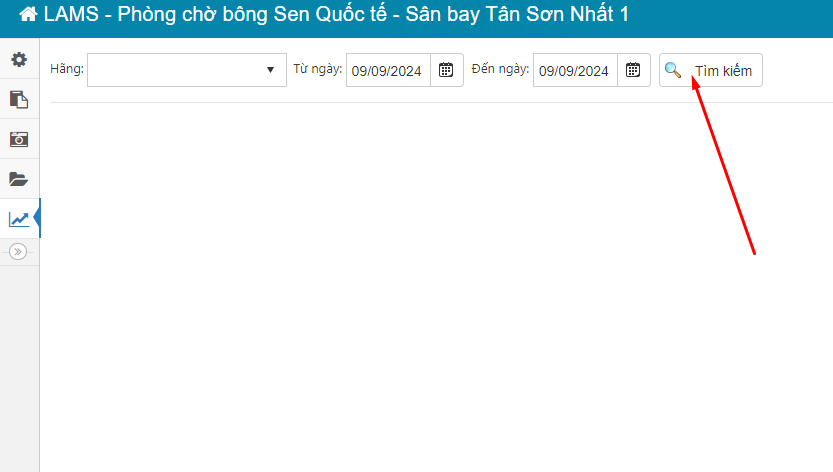 LAMS - Phòng chờ bông Sen Quốc tế - Sân bay Tân Sơn Nhất 1
Hãng: Từ ngày: 09/09/2024 Đến ngày: 09/09/2024 Tìm kiếm